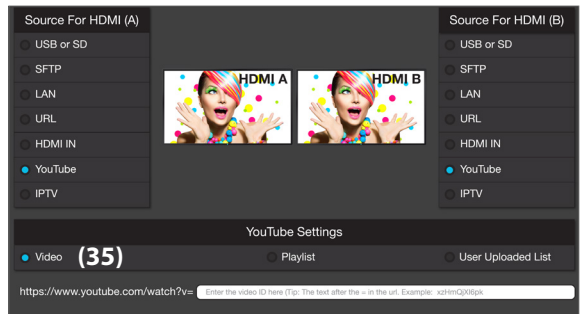 Source For HDMI (A)
USB or SD
SFTP
LAN
URL
HDMI IN
YouTube
IPTV
HDMI A
HDMI B
Source For HDMI (B)
USB or SD
SFTP
LAN
URL
HDMI IN
YouTube
IPTV
YouTube Settings
Video (35) Playlist User Uploaded List
https://www.youtube.com/watch?v= Enter the video ID here (Tip: The text after the = in the url. Example: xzHmQjXI6pk